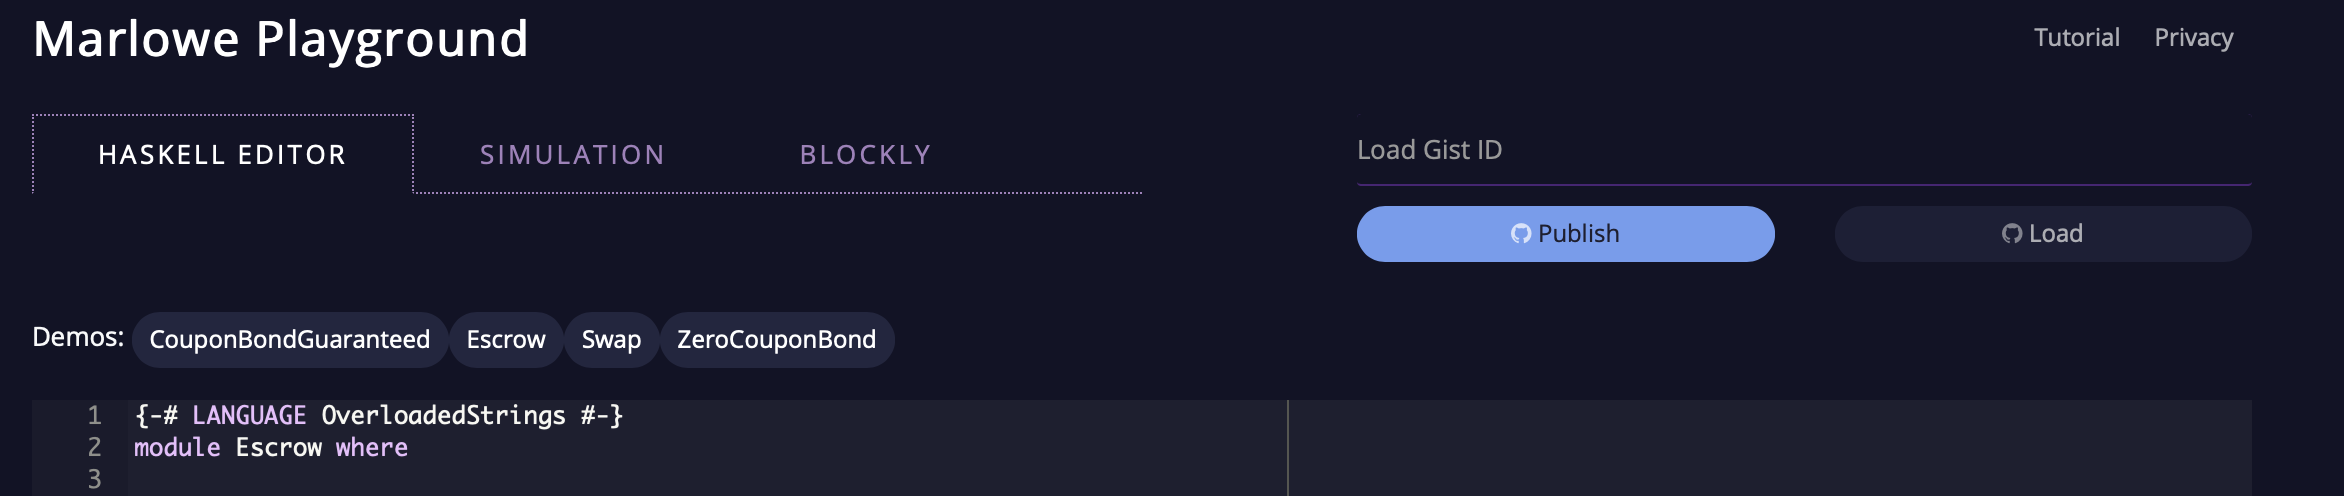 Marlowe Playground
Tutorial Privacy
HASKELL EDITOR SIMULATION BLOCKLY
Load Gist ID
Publish Load
Demos: CouponBondGuaranteed Escrow Swap ZeroCouponBond
1 {-# LANGUAGE OverloadedStrings #-}
2 module Escrow where
3